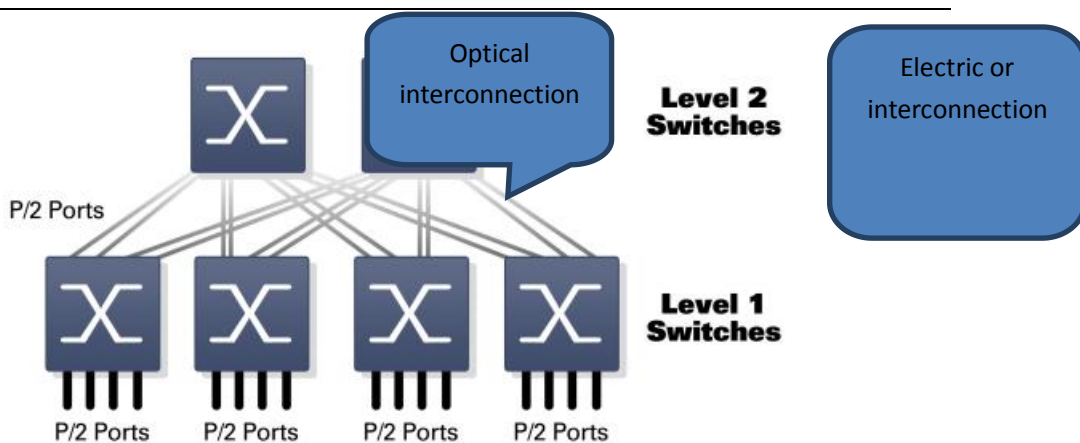 Optical
interconnection
Electric or
interconnection
Level 2
Switches
P/2 Ports
Level 1
Switches
P/2 Ports
P/2 Ports
P/2 Ports
P/2 Ports